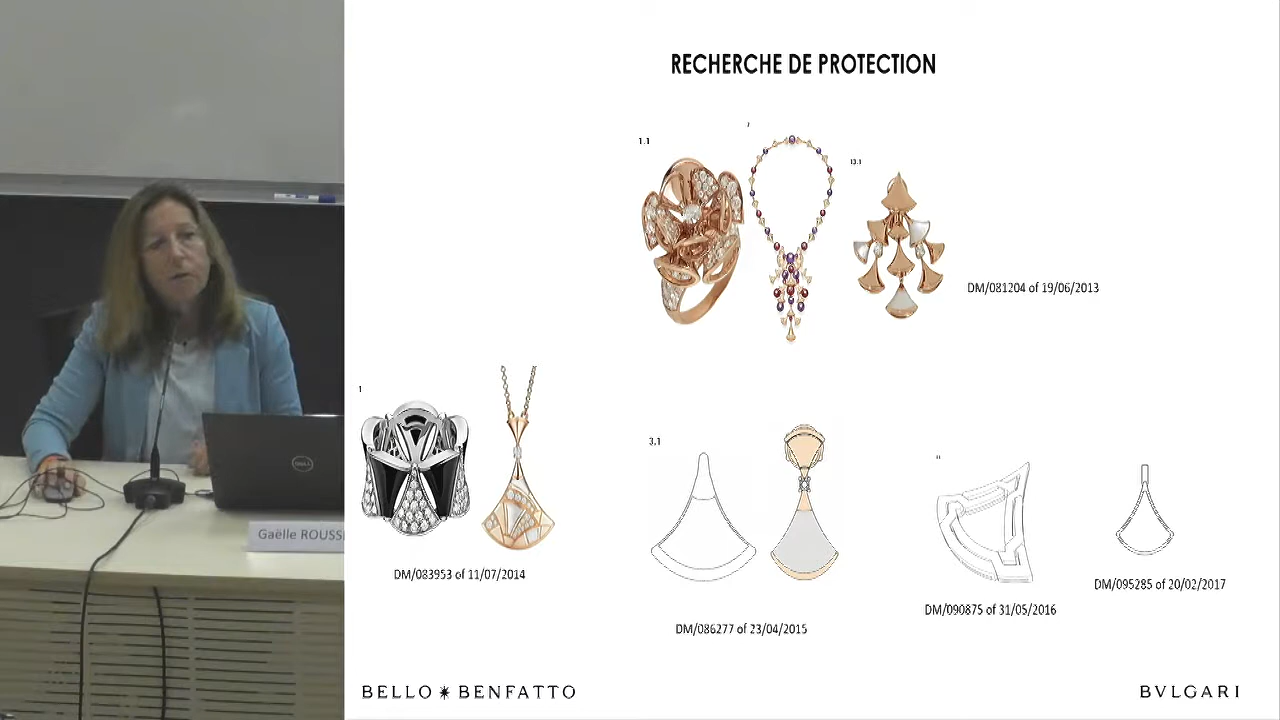 RECHERCHE DE PROTECTION
1.1
7
13.1
DM/081204 of 19/06/2013
1
DM/083953 of 11/07/2014
3.1
DM/086277 of 23/04/2015
11
DM/090875 of 31/05/2016
DM/095285 of 20/02/2017
DELL
Gaëlle ROUSS
BELLO * BENFATTO
BVLGARI